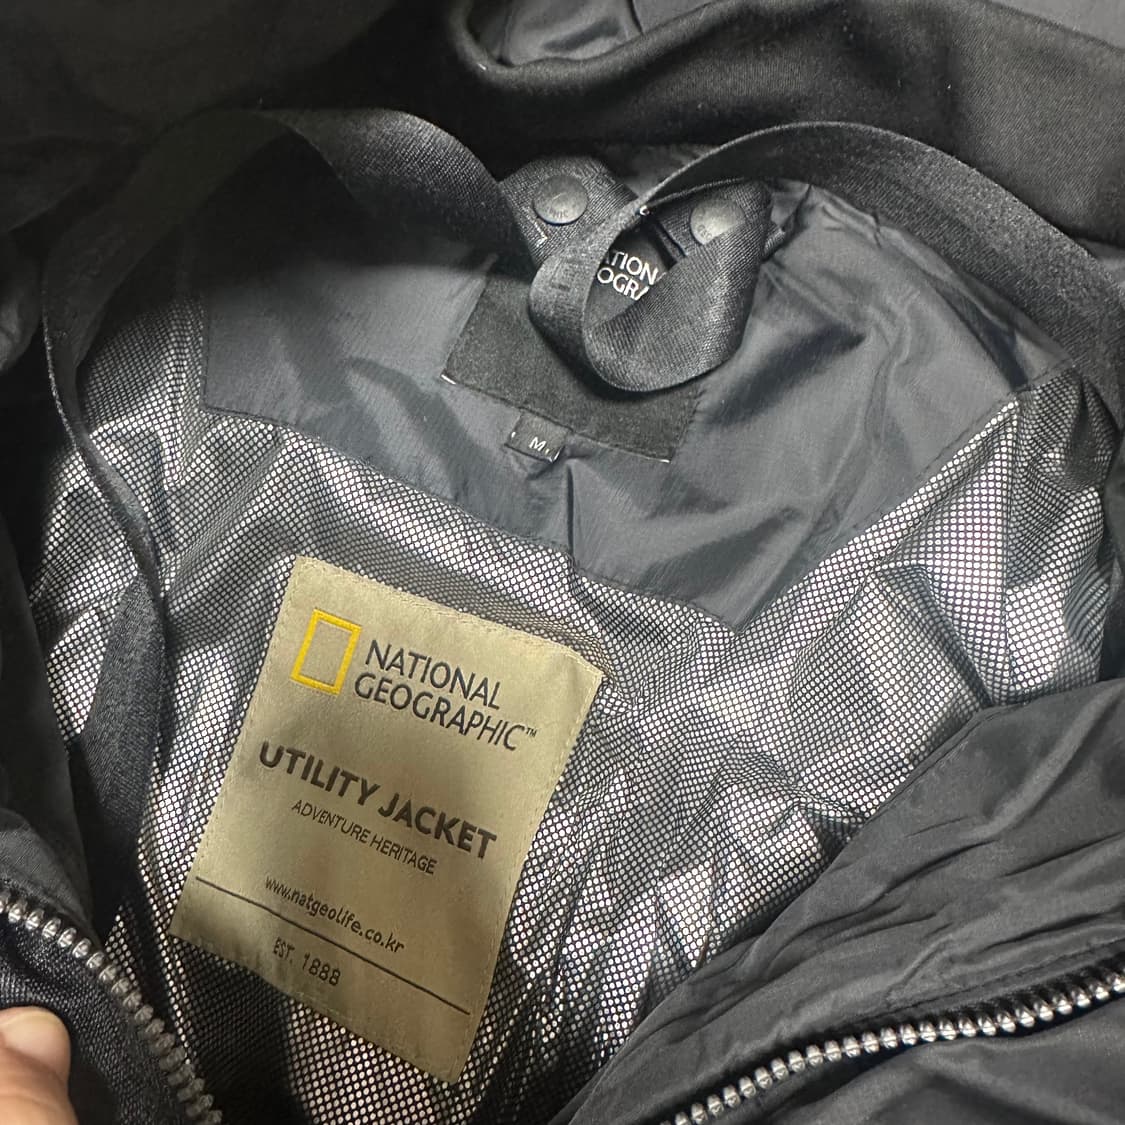 M
NATIONAL
GEOGRAPHIC™
UTILITY JACKET
ADVENTURE HERITAGE
www.natgeolife.co.kr
EST. 1888